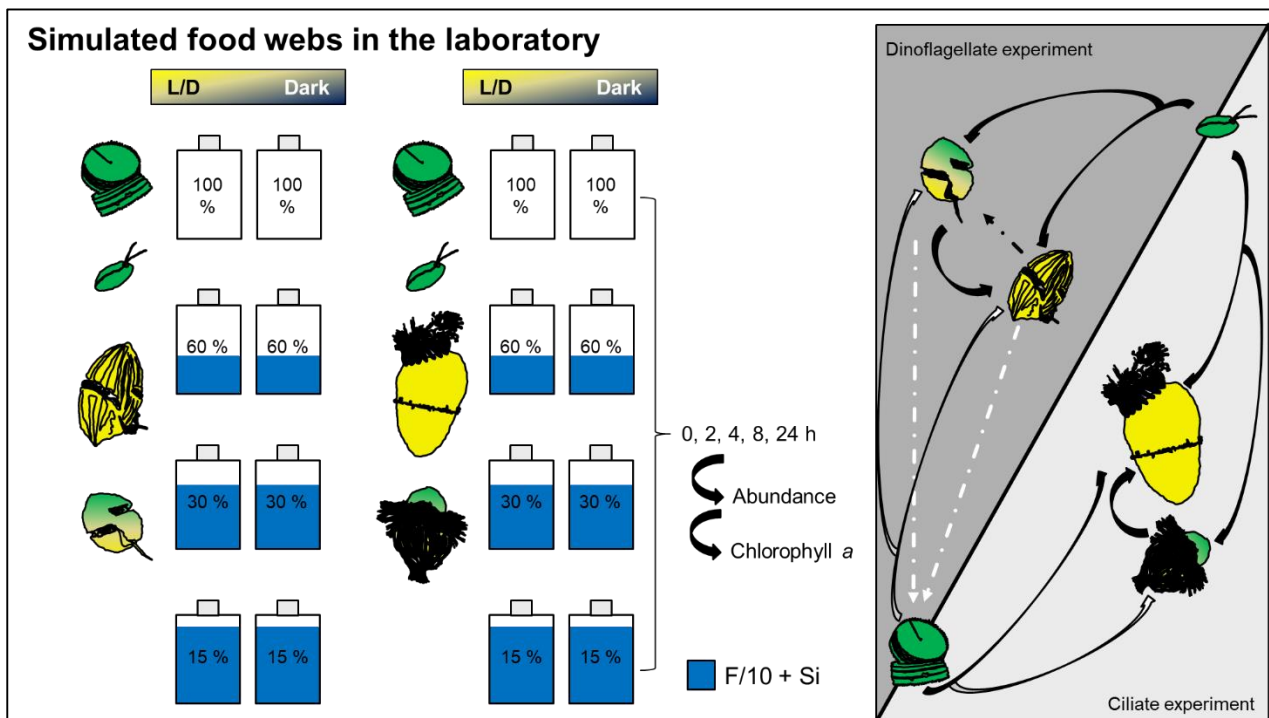 Simulated food webs in the laboratory
L/D Dark
L/D Dark
100
%
100
%
100
%
100
%
60 %
60 %
60 %
60 %
30 %
30 %
30 %
30 %
15 %
15 %
15 %
15 %
0, 2, 4, 8, 24 h
Abundance
Chlorophyll a
F/10 + Si
Dinoflagellate experiment
Ciliate experiment